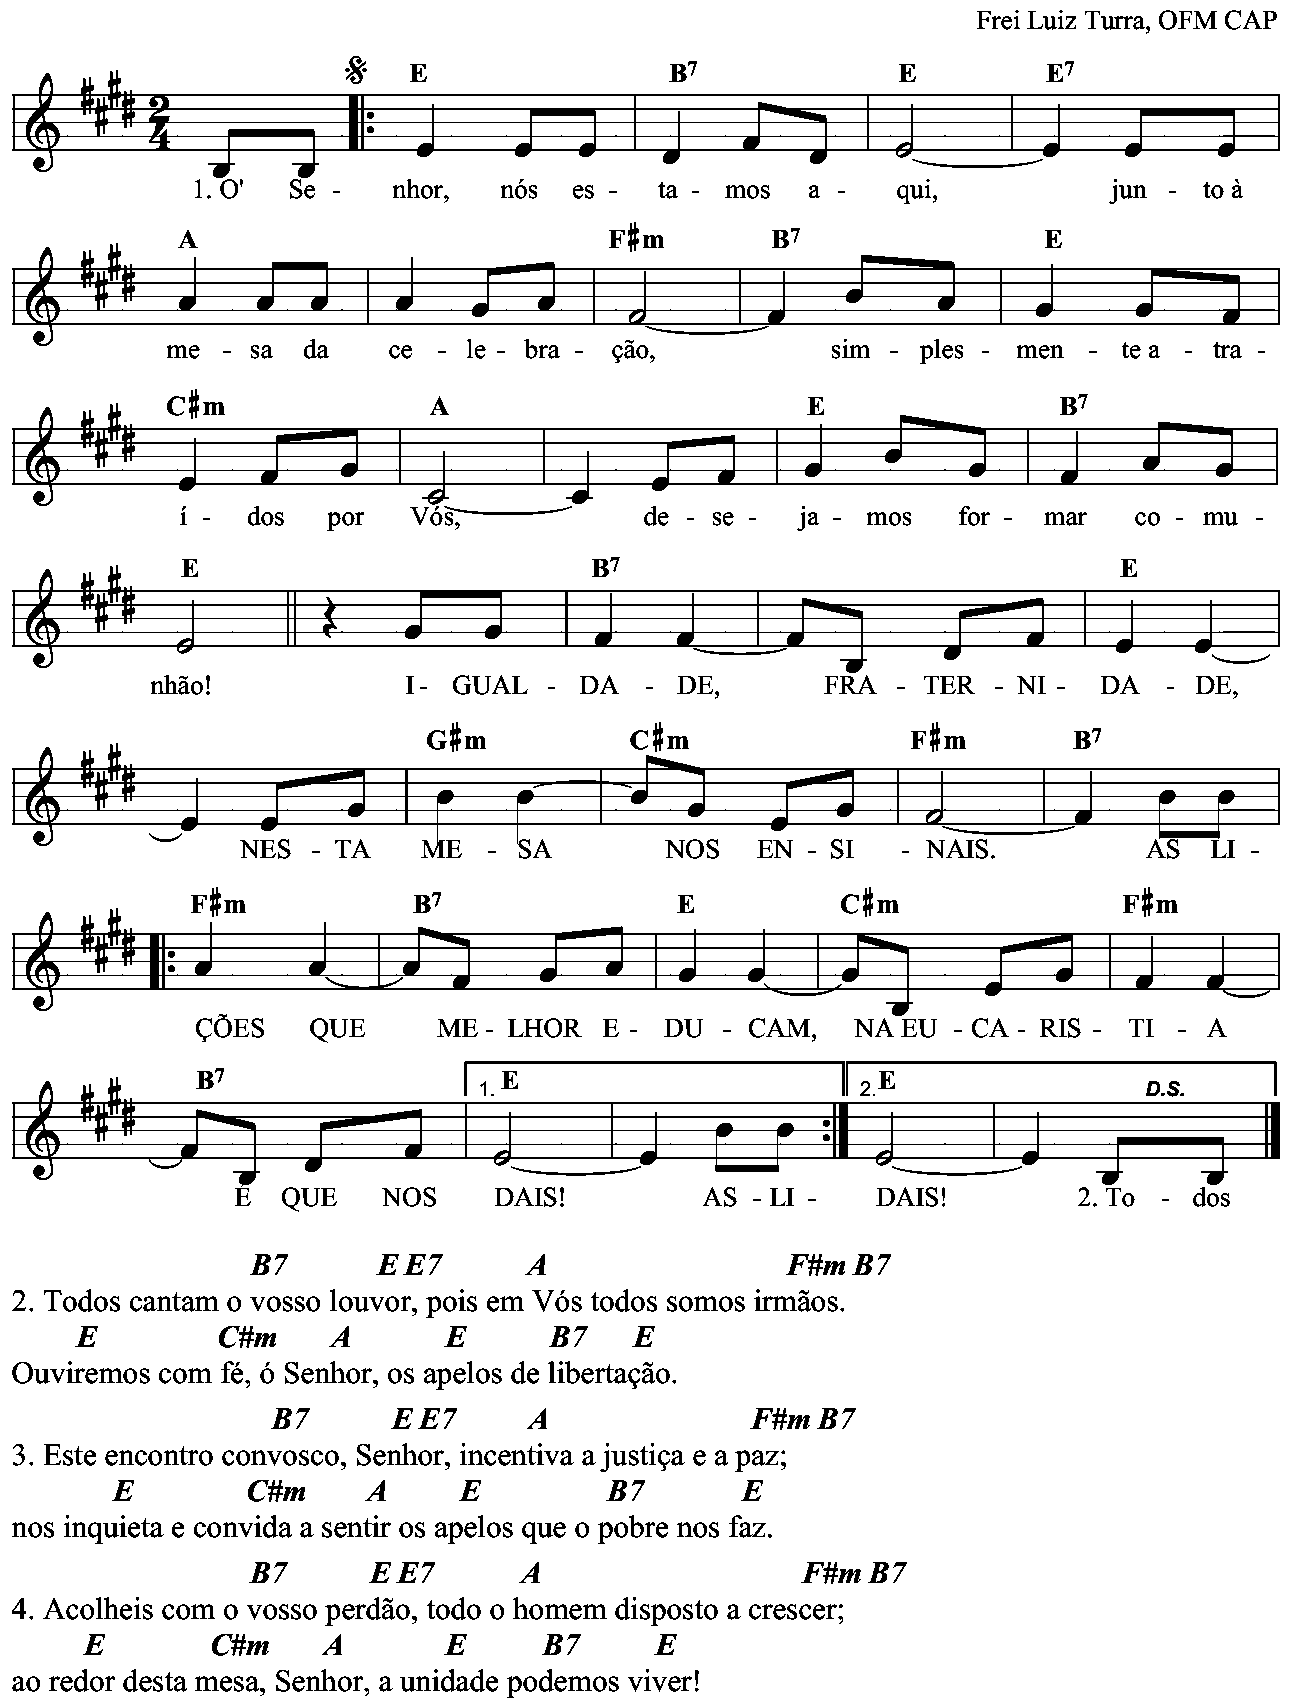 Frei Luiz Turra, OFM CAP
E B7 E E7
1. O' Se - nhor, nós es - ta - mos a - qui, jun - to à
A F#m B7 E
me - sa da ce - le - bra - ção, sim - ples - men - te a - tra -
C#m A E B7
í - dos por Vós, de - se - ja - mos for - mar co - mu -
E B7 E
nhão! I - GUAL - DA - DE, FRA - TER - NI - DA - DE,
G#m C#m F#m B7
NES - TA ME - SA NOS EN - SI - NAIS. AS LI -
F#m B7 E C#m F#m
ÇÕES QUE ME - LHOR E - DU - CAM, NA EU - CA - RIS - TI - A
B7 1. E 2. E D.S.
É QUE NOS DAIS! AS - LI - DAIS! 2. To - dos
B7 E E7 A F#m B7
2. Todos cantam o vosso louvor, pois em Vós todos somos irmãos.
E C#m A E B7 E
Ouviremos com fé, ó Senhor, os apelos de libertação.
B7 E E7 A F#m B7
3. Este encontro convosco, Senhor, incentiva a justiça e a paz;
E C#m A E B7 E
nos inquieta e convida a sentir os apelos que o pobre nos faz.
B7 E E7 A F#m B7
4. Acolheis com o vosso perdão, todo o homem disposto a crescer;
E C#m A E B7 E
ao redor desta mesa, Senhor, a unidade podemos viver!